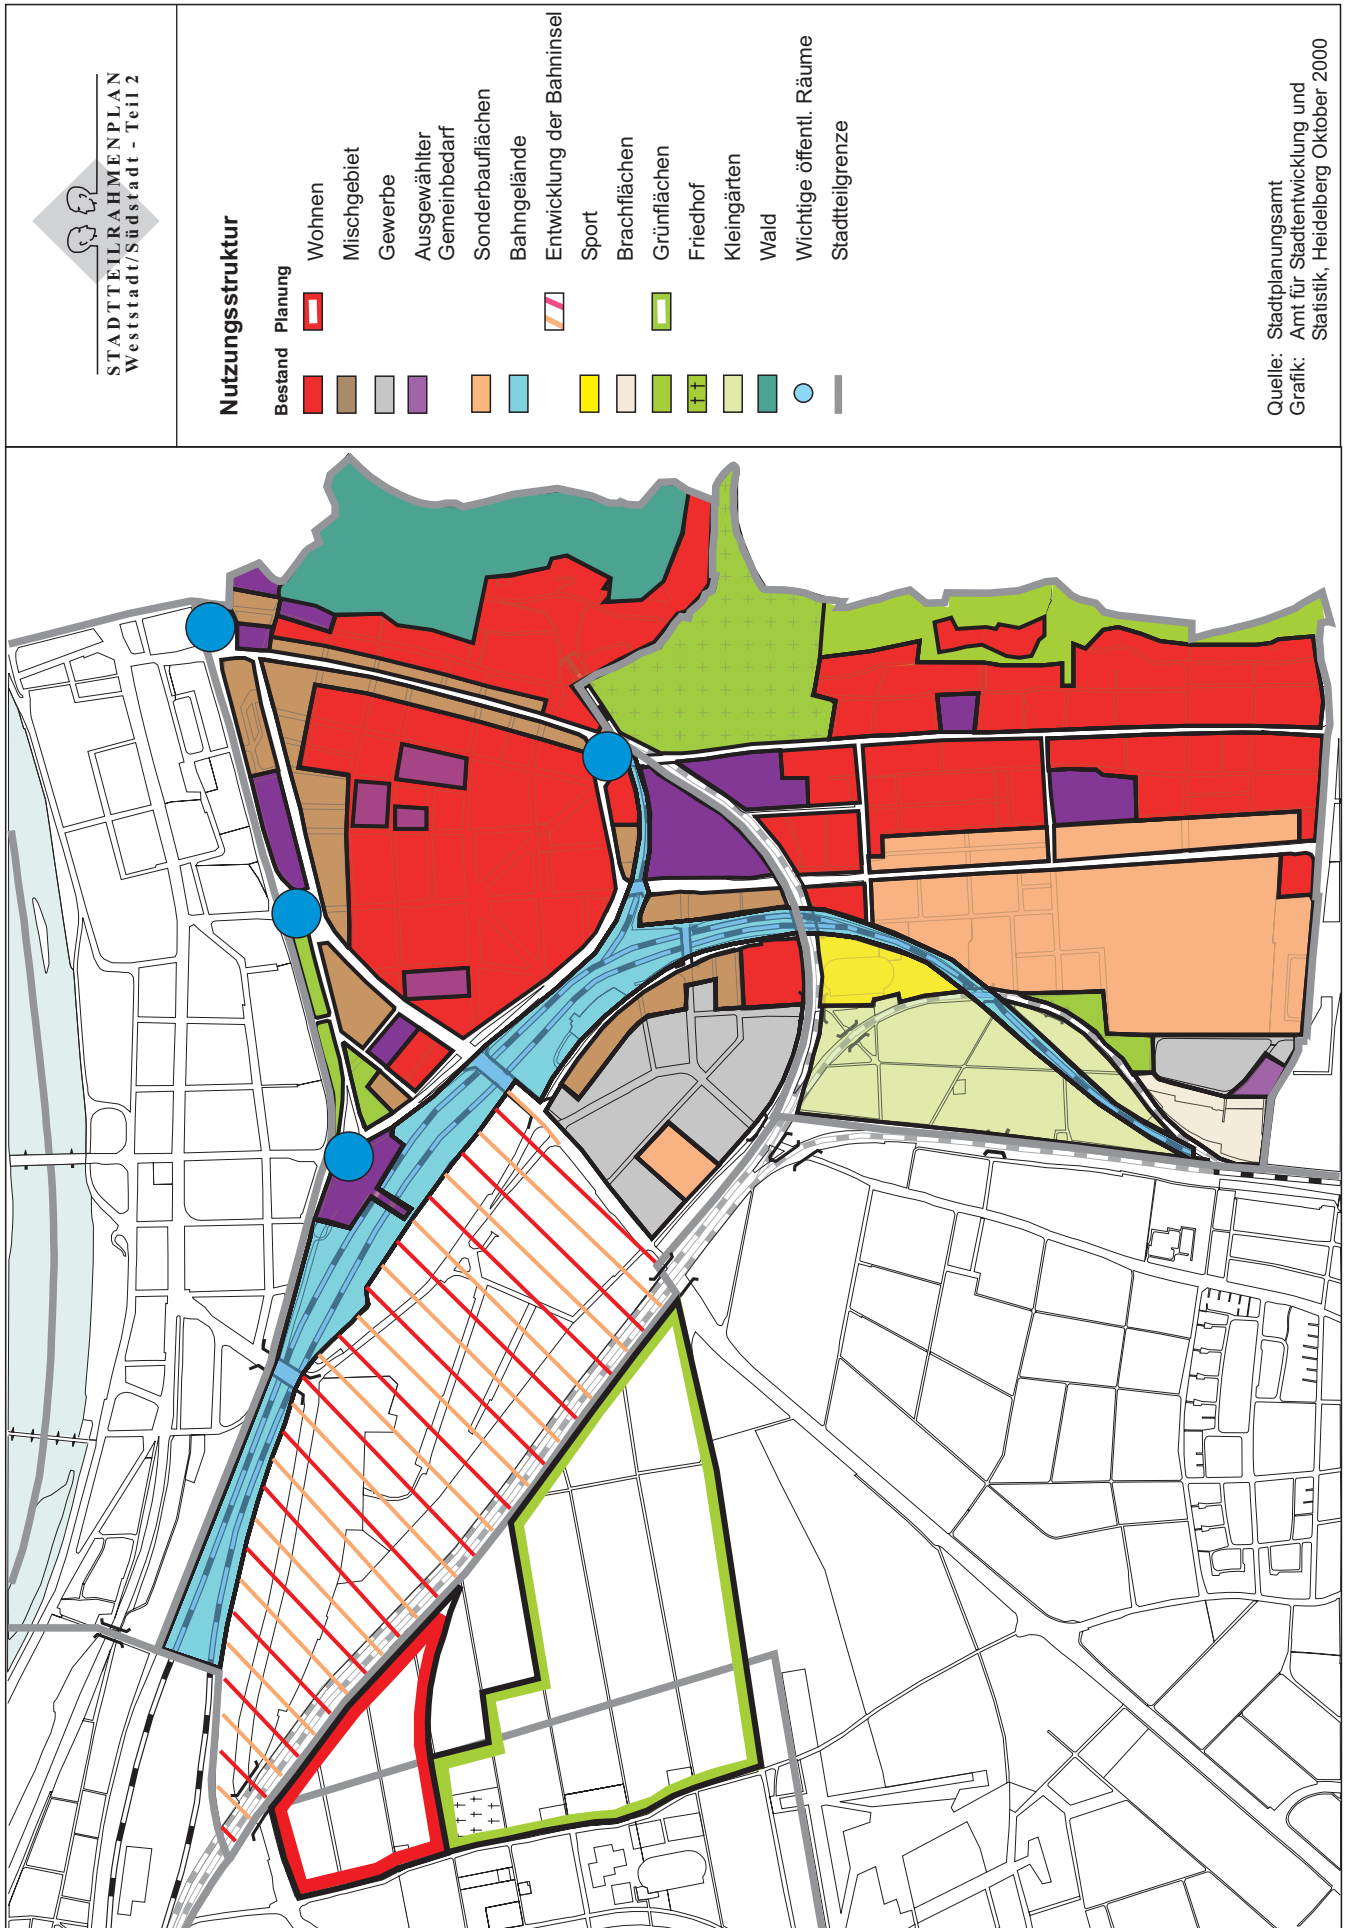 STADTTEILRAHMENPLAN
Weststadt/Südstadt - Teil 2
Nutzungsstruktur
Bestand Planung
Wohnen
Mischgebiet
Gewerbe
Ausgewählter
Gemeinbedarf
Sonderbauflächen
Bahngelände
Entwicklung der Bahninsel
Sport
Brachflächen
Grünflächen
Friedhof
Kleingärten
Wald
Wichtige öffentl. Räume
Stadtteilgrenze
Quelle: Stadtplanungsamt
Grafik: Amt für Stadtentwicklung und
Statistik, Heidelberg Oktober 2000